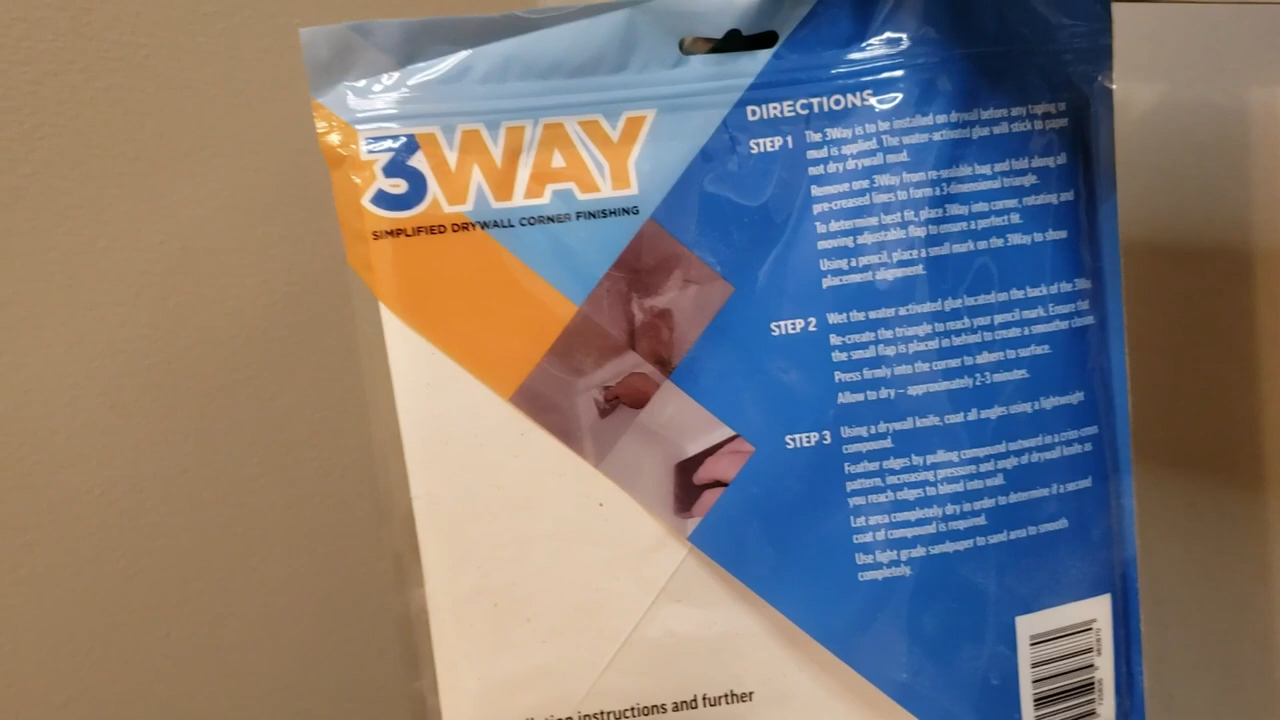 3WAY
SIMPLIFIED DRYWALL CORNER FINISHING
DIRECTIONS
STEP 1
The 3Way is to be installed on drywall before any taping or
mud is applied. The water-activated glue will stick to paper
not dry drywall mud.
Remove one 3Way from re-sealable bag and fold along all
pre-creased lines to form a 3-dimensional triangle.
To determine best fit, place 3Way into corner, rotating and
moving adjustable flap to ensure a perfect fit.
Using a pencil, place a small mark on the 3Way to show
placement alignment.
STEP 2
Wet the water activated glue located on the back of the 3Way
Re-create the triangle to reach your pencil mark. Ensure that
the small flap is placed in behind to create a smoother
Press firmly into the corner to adhere to surface.
Allow to dry – approximately 2-3 minutes.
STEP 3
Using a drywall knife, coat all angles using a lightweight
compound.
Feather edges by pulling compound outward in a criss-cross
pattern, increasing pressure and angle of drywall knife as
you reach edges to blend into wall.
Let area completely dry in order to determine if a second
coat of compound is required.
Use light grade sandpaper to sand area to smooth
completely.
instructions and further